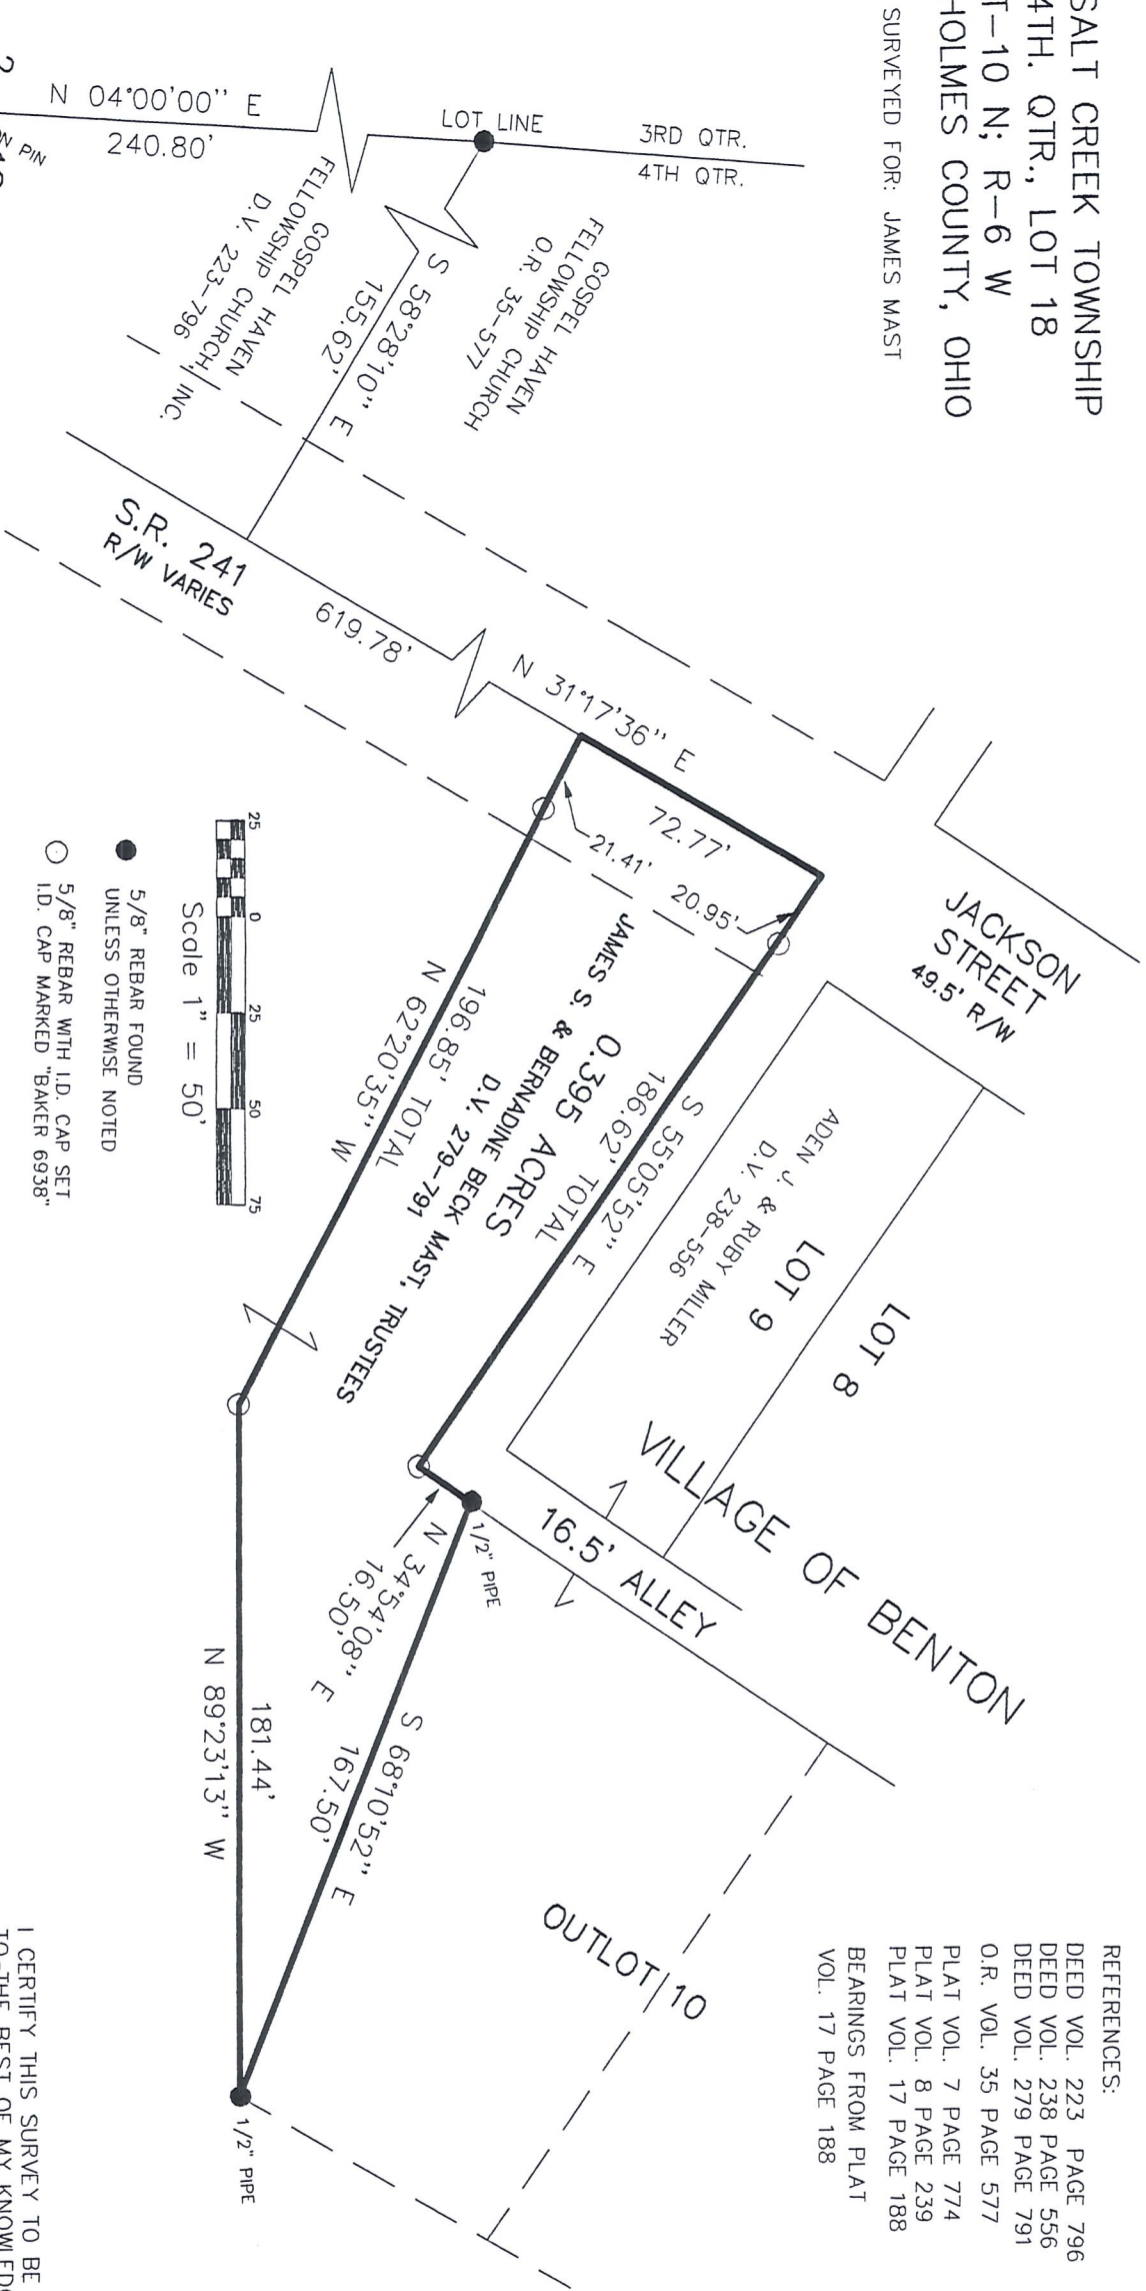 SALT CREEK TOWNSHIP
4TH. QTR., LOT 18
T-10 N; R-6 W
HOLMES COUNTY, OHIO
SURVEYED FOR: JAMES MAST
REFERENCES:
DEED VOL. 223 PAGE 796
DEED VOL. 238 PAGE 556
DEED VOL. 279 PAGE 791
O.R. VOL. 35 PAGE 577
PLAT VOL. 7 PAGE 774
PLAT VOL. 8 PAGE 239
PLAT VOL. 17 PAGE 188
BEARINGS FROM PLAT
VOL. 17 PAGE 188
JACKSON
STREET
49.5' R/W
LOT 8
LOT 9
ADEN J. & RUBY MILLER
D.V. 238-556
VILLAGE OF BENTON
16.5' ALLEY
OUTLOT 10
3RD QTR.
4TH QTR.
LOT LINE
N 04°00'00" E
240.80'
2
N PIN
GOSPEL HAVEN
FELLOWSHIP CHURCH
O.R. 35-577
S 58°28'10" E
155.62'
GOSPEL HAVEN
FELLOWSHIP CHURCH, INC.
D.V. 223-796
S.R. 241
R/W VARIES
619.78'
N 31°17'36" E
72.77'
21.41'
20.95'
S 55°05'52" E
186.62' TOTAL
0.395 ACRES
JAMES S. & BERNADINE BECK MAST, TRUSTEES
D.V. 279-791
196.85' TOTAL
N 62°20'35" W
1/2" PIPE
N 34°54'08" E
16.50'
S 68°10'52" E
167.50'
181.44'
N 89°23'13" W
1/2" PIPE
25 0 25 50 75
Scale 1" = 50'
5/8" REBAR FOUND
UNLESS OTHERWISE NOTED
5/8" REBAR WITH I.D. CAP SET
I.D. CAP MARKED "BAKER 6938"
I CERTIFY THIS SURVEY TO BE
TO THE BEST OF MY KNOWLEDG